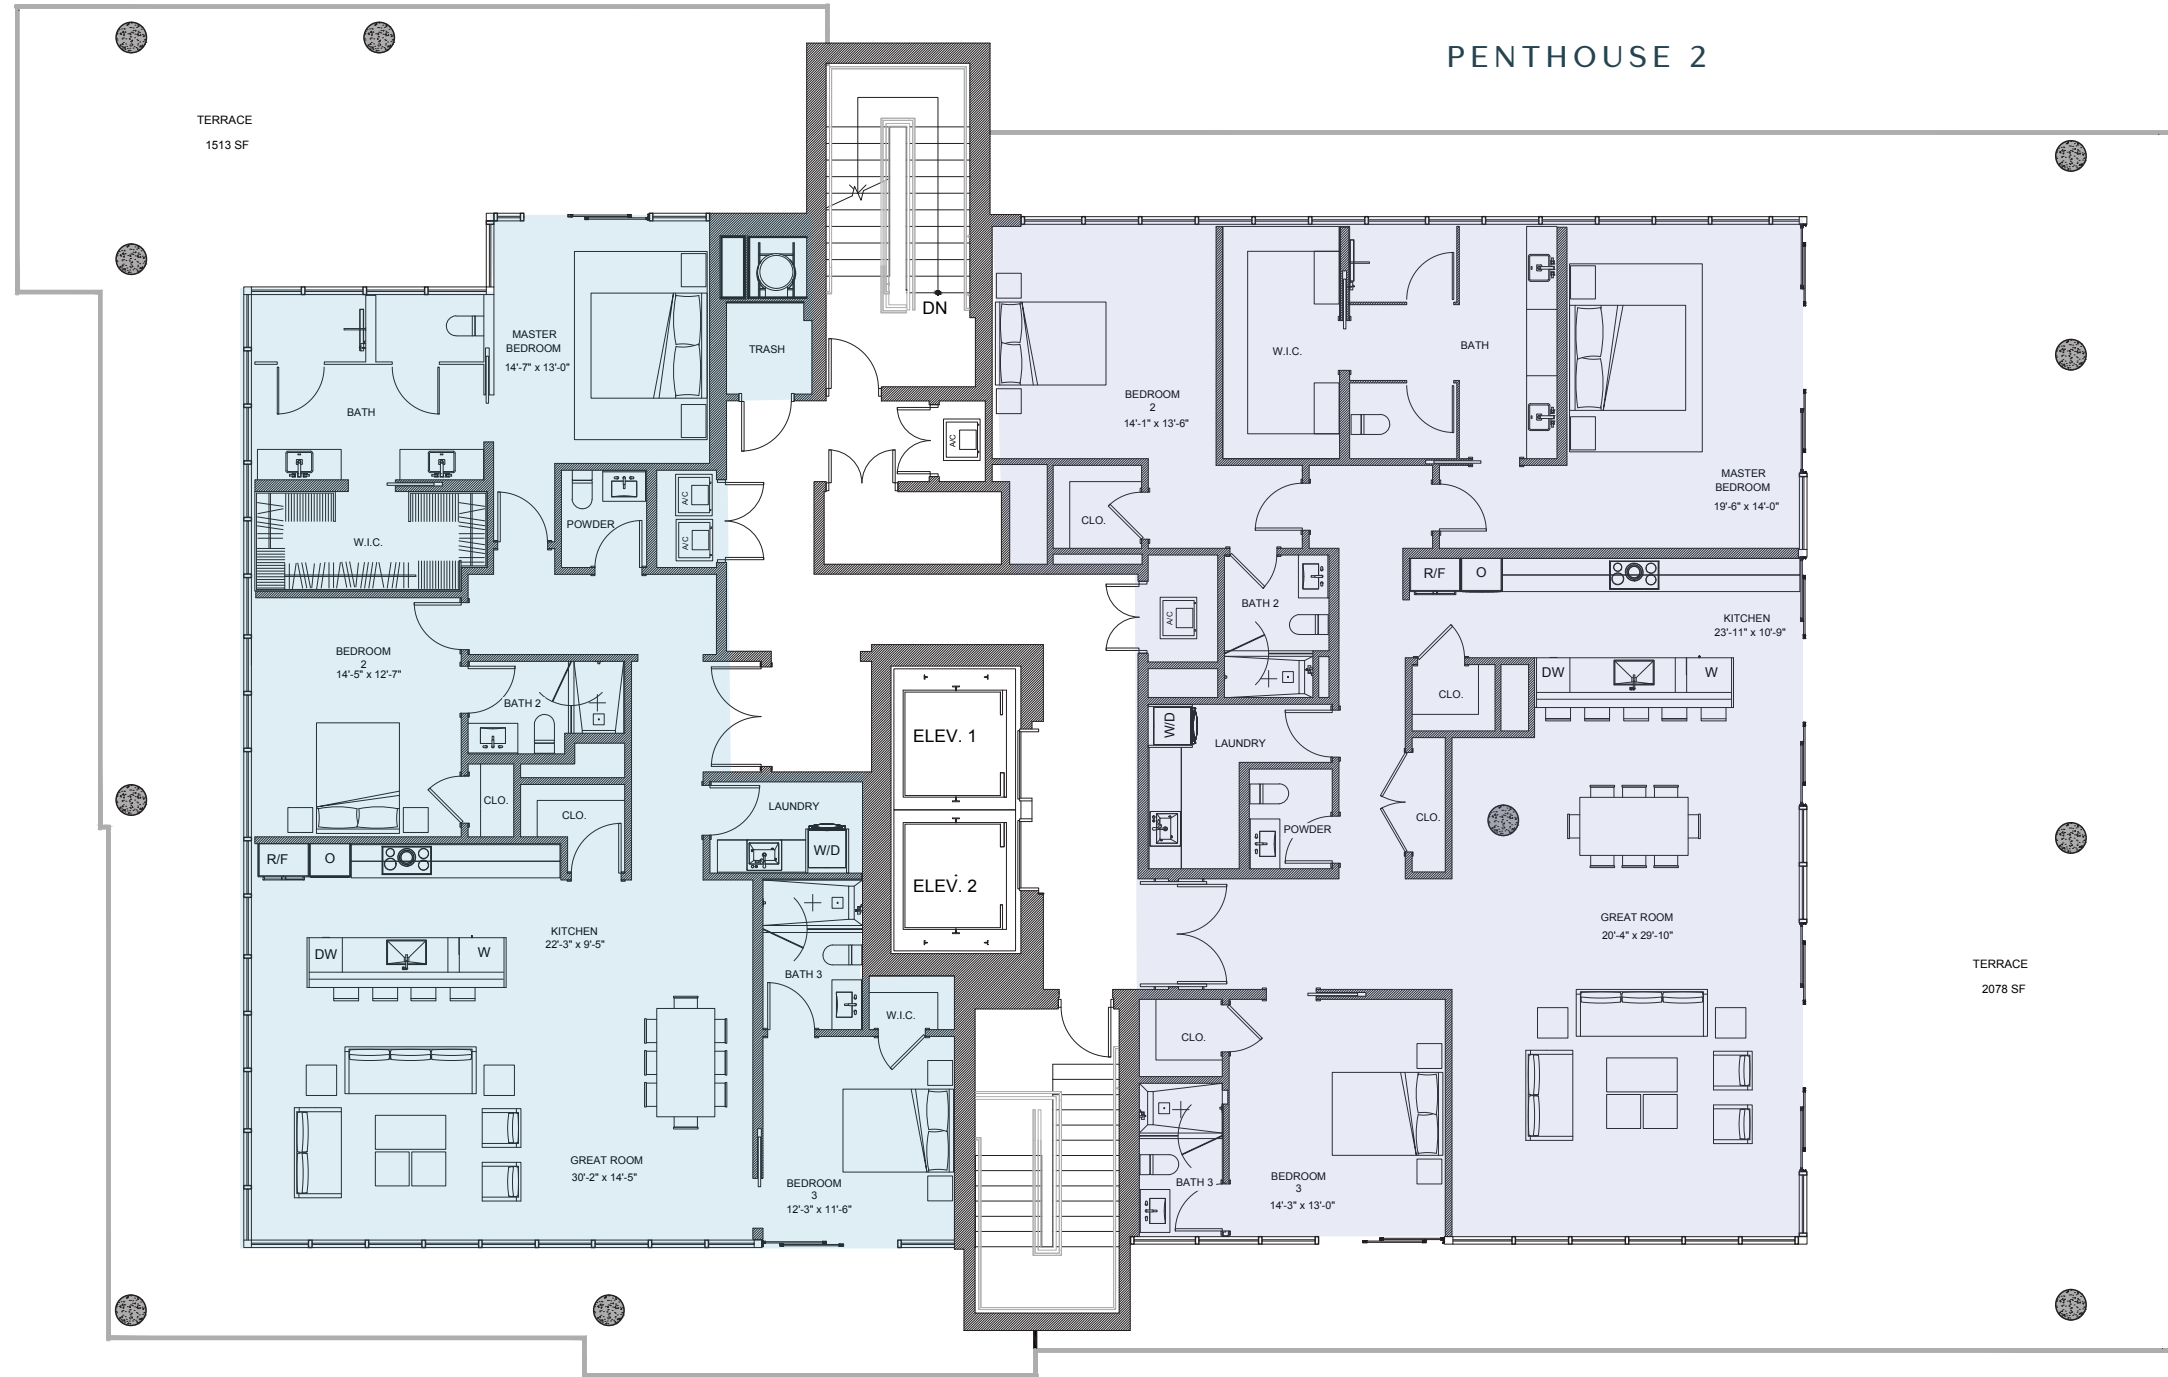 PENTHOUSE 2
TERRACE
1513 SF
DN
TRASH
MASTER
BEDROOM
14'-7" x 13'-0"
BATH
W.I.C.
POWDER
A/C
A/C
A/C
BEDROOM
2
14'-5" x 12'-7"
BATH 2
CLO.
CLO.
LAUNDRY
W/D
R/F
O
KITCHEN
22'-3" x 9'-5"
DW
W
BATH 3
W.I.C.
GREAT ROOM
30'-2" x 14'-5"
BEDROOM
3
12'-3" x 11'-6"
ELEV. 1
ELEV. 2
BEDROOM
2
14'-1" x 13'-6"
W.I.C.
BATH
MASTER
BEDROOM
19'-6" x 14'-0"
CLO.
A/C
BATH 2
R/F
O
KITCHEN
23'-11" x 10'-9"
DW
W
CLO.
W/D
LAUNDRY
POWDER
CLO.
GREAT ROOM
20'-4" x 29'-10"
TERRACE
2078 SF
CLO.
BATH 3
BEDROOM
3
14'-3" x 13'-0"